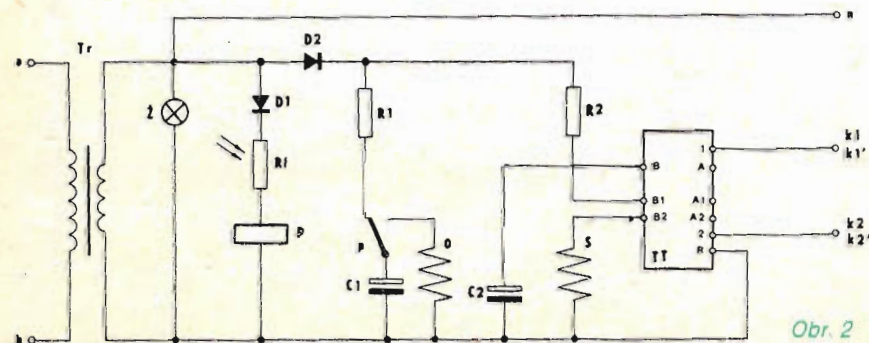 n
Tr
D2
a
Ž
D1
R1
R2
Rf
1
k1
k1'
B
A
B1
A1
P
B2
A2
k2
p
O
S
2
k2'
TT
R
C1
C2
b
Obr. 2